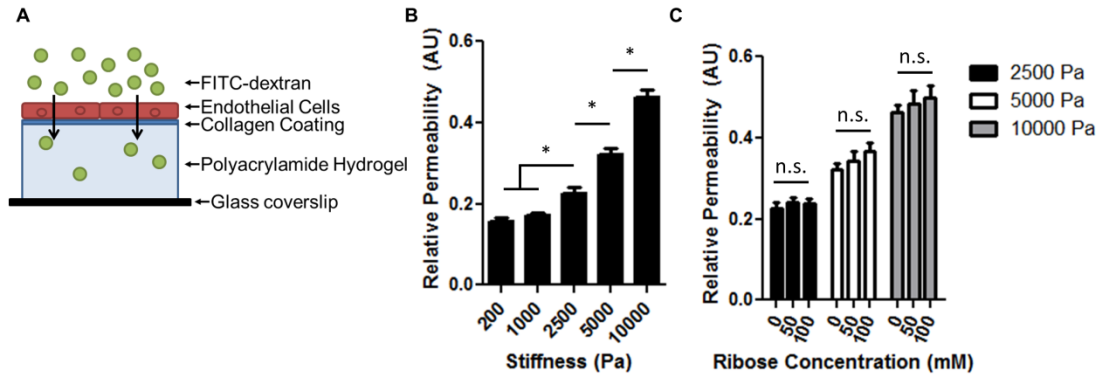 A
FITC-dextran
Endothelial Cells
Collagen Coating
Polyacrylamide Hydrogel
Glass coverslip
B
Relative Permeability (AU)
0.6
0.4
0.2
0.0
*
*
*
200
1000
2500
5000
10000
Stiffness (Pa)
C
Relative Permeability (AU)
0.6
0.4
0.2
0.0
n.s.
n.s.
n.s.
0
50
100
0
50
100
0
50
100
Ribose Concentration (mM)
2500 Pa
5000 Pa
10000 Pa